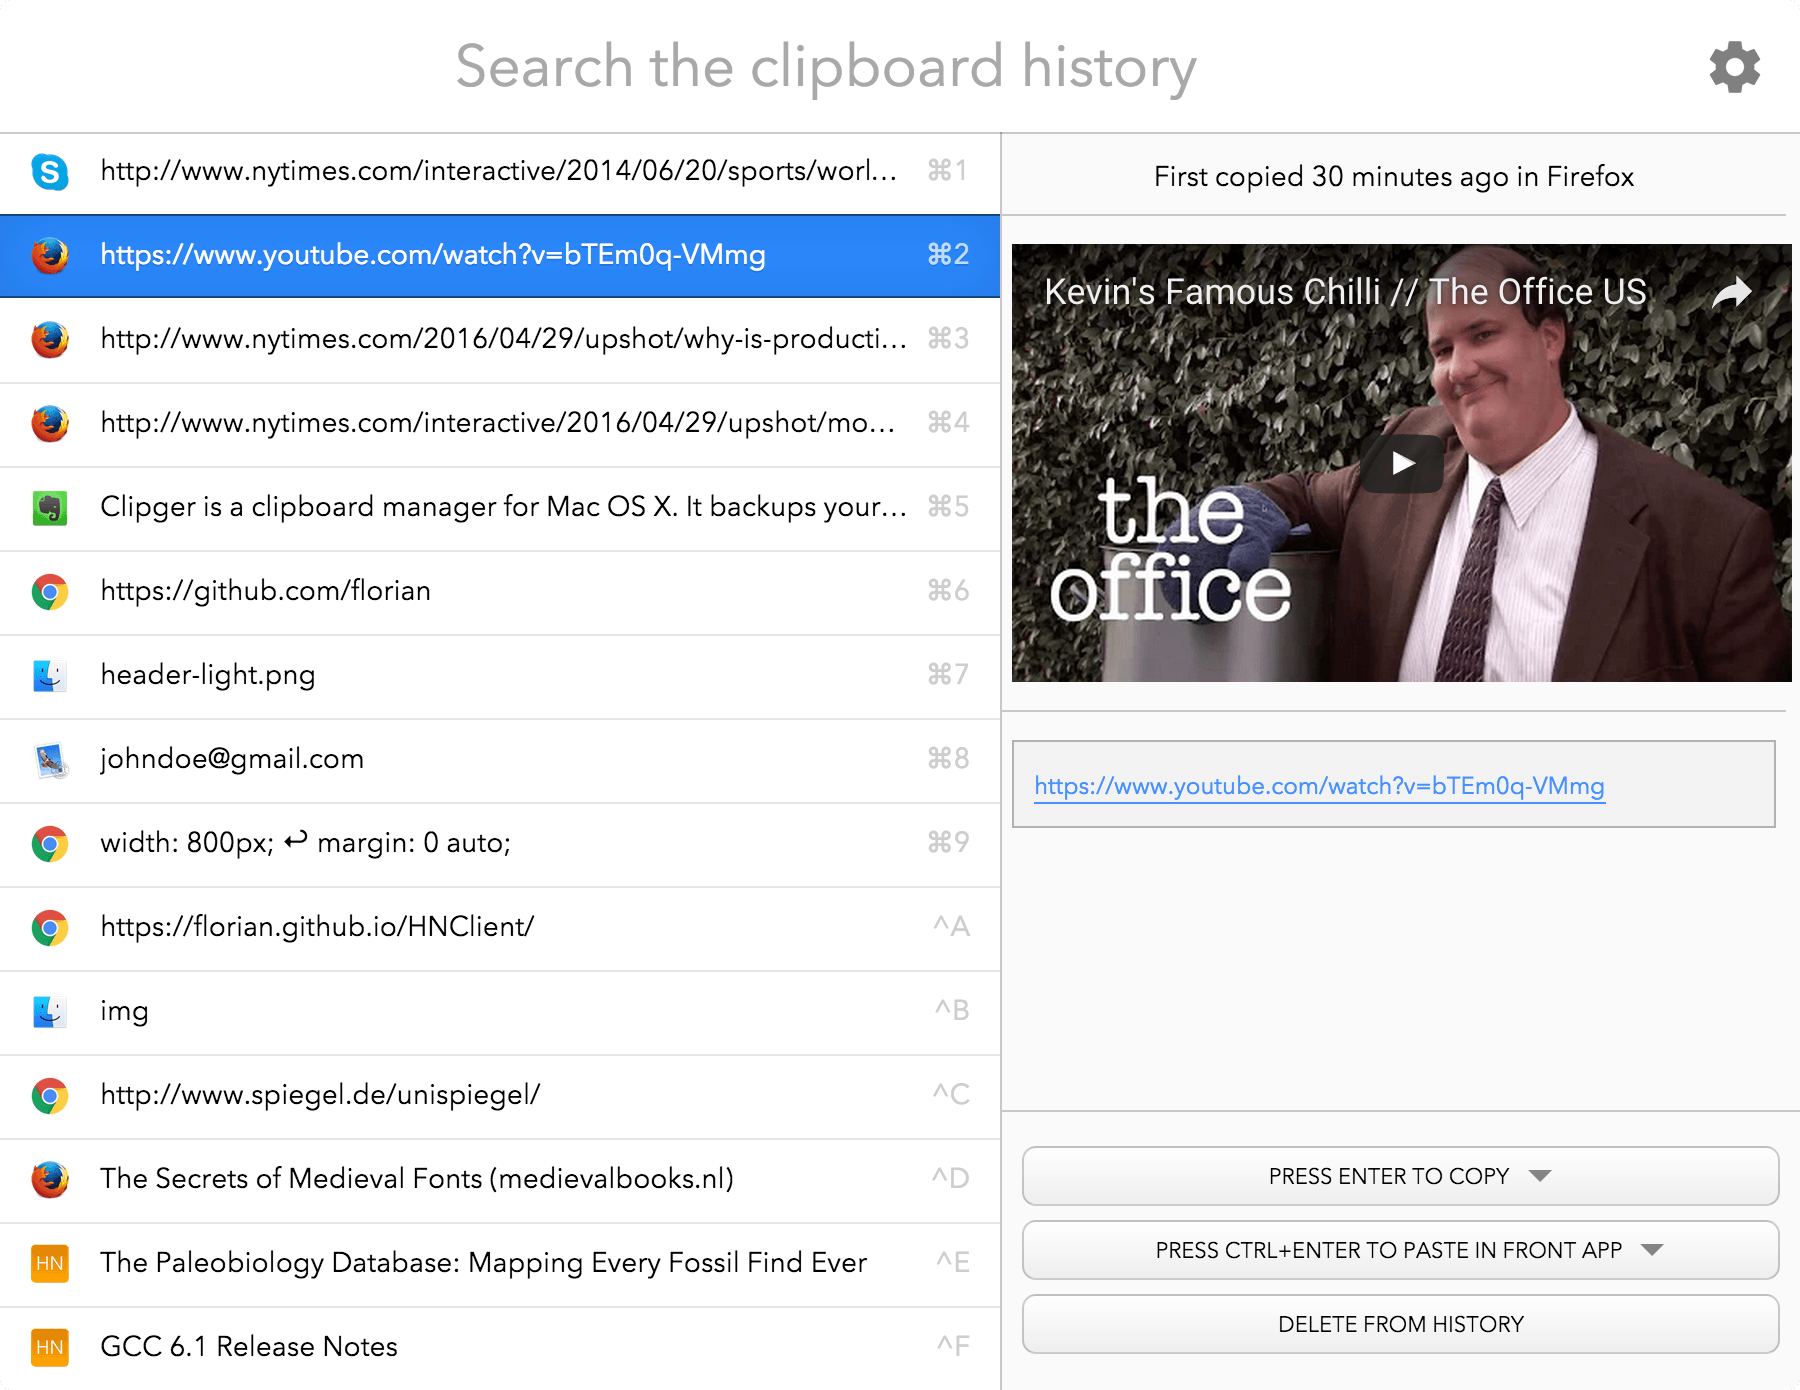 Search the clipboard history
http://www.nytimes.com/interactive/2014/06/20/sports/worl... ⌘1
https://www.youtube.com/watch?v=bTEm0q-VMmg ⌘2
http://www.nytimes.com/2016/04/29/upshot/why-is-producti... ⌘3
http://www.nytimes.com/interactive/2016/04/29/upshot/mo... ⌘4
Clipger is a clipboard manager for Mac OS X. It backups your... ⌘5
https://github.com/florian ⌘6
header-light.png ⌘7
johndoe@gmail.com ⌘8
width: 800px; ↩ margin: 0 auto; ⌘9
https://florian.github.io/HNClient/ ^A
img ^B
http://www.spiegel.de/unispiegel/ ^C
The Secrets of Medieval Fonts (medievalbooks.nl) ^D
HN The Paleobiology Database: Mapping Every Fossil Find Ever ^E
HN GCC 6.1 Release Notes ^F
First copied 30 minutes ago in Firefox
Kevin's Famous Chilli // The Office US
the
office
https://www.youtube.com/watch?v=bTEm0q-VMmg
PRESS ENTER TO COPY
PRESS CTRL+ENTER TO PASTE IN FRONT APP
DELETE FROM HISTORY